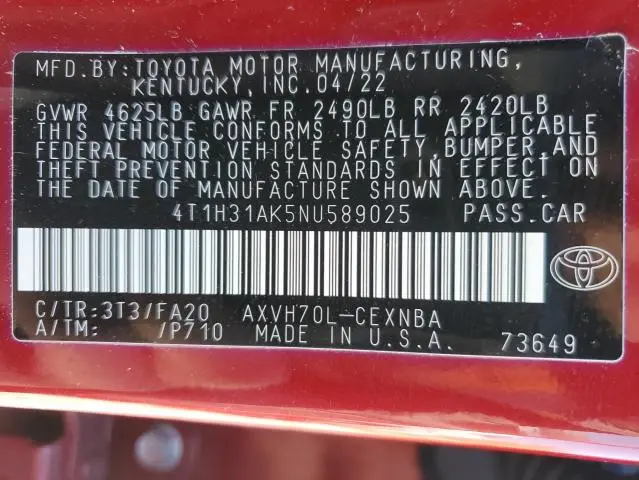 MFD.BY:TOYOTA MOTOR MANUFACTURING,
KENTUCKY,INC.04/22
GVWR 4625LB GAWR FR 2490LB RR 2420LB
THIS VEHICLE CONFORMS TO ALL APPLICABLE
FEDERAL MOTOR VEHICLE SAFETY,BUMPER,AND
THEFT PREVENTION STANDARDS IN EFFECT ON
THE DATE OF MANUFACTURE SHOWN ABOVE.
4T1H31AK5NU589025 PASS.CAR
C/TR:3T3/FA20 AXVH70L-CEXNBA
A/TM: /P710 MADE IN U.S.A. 73649